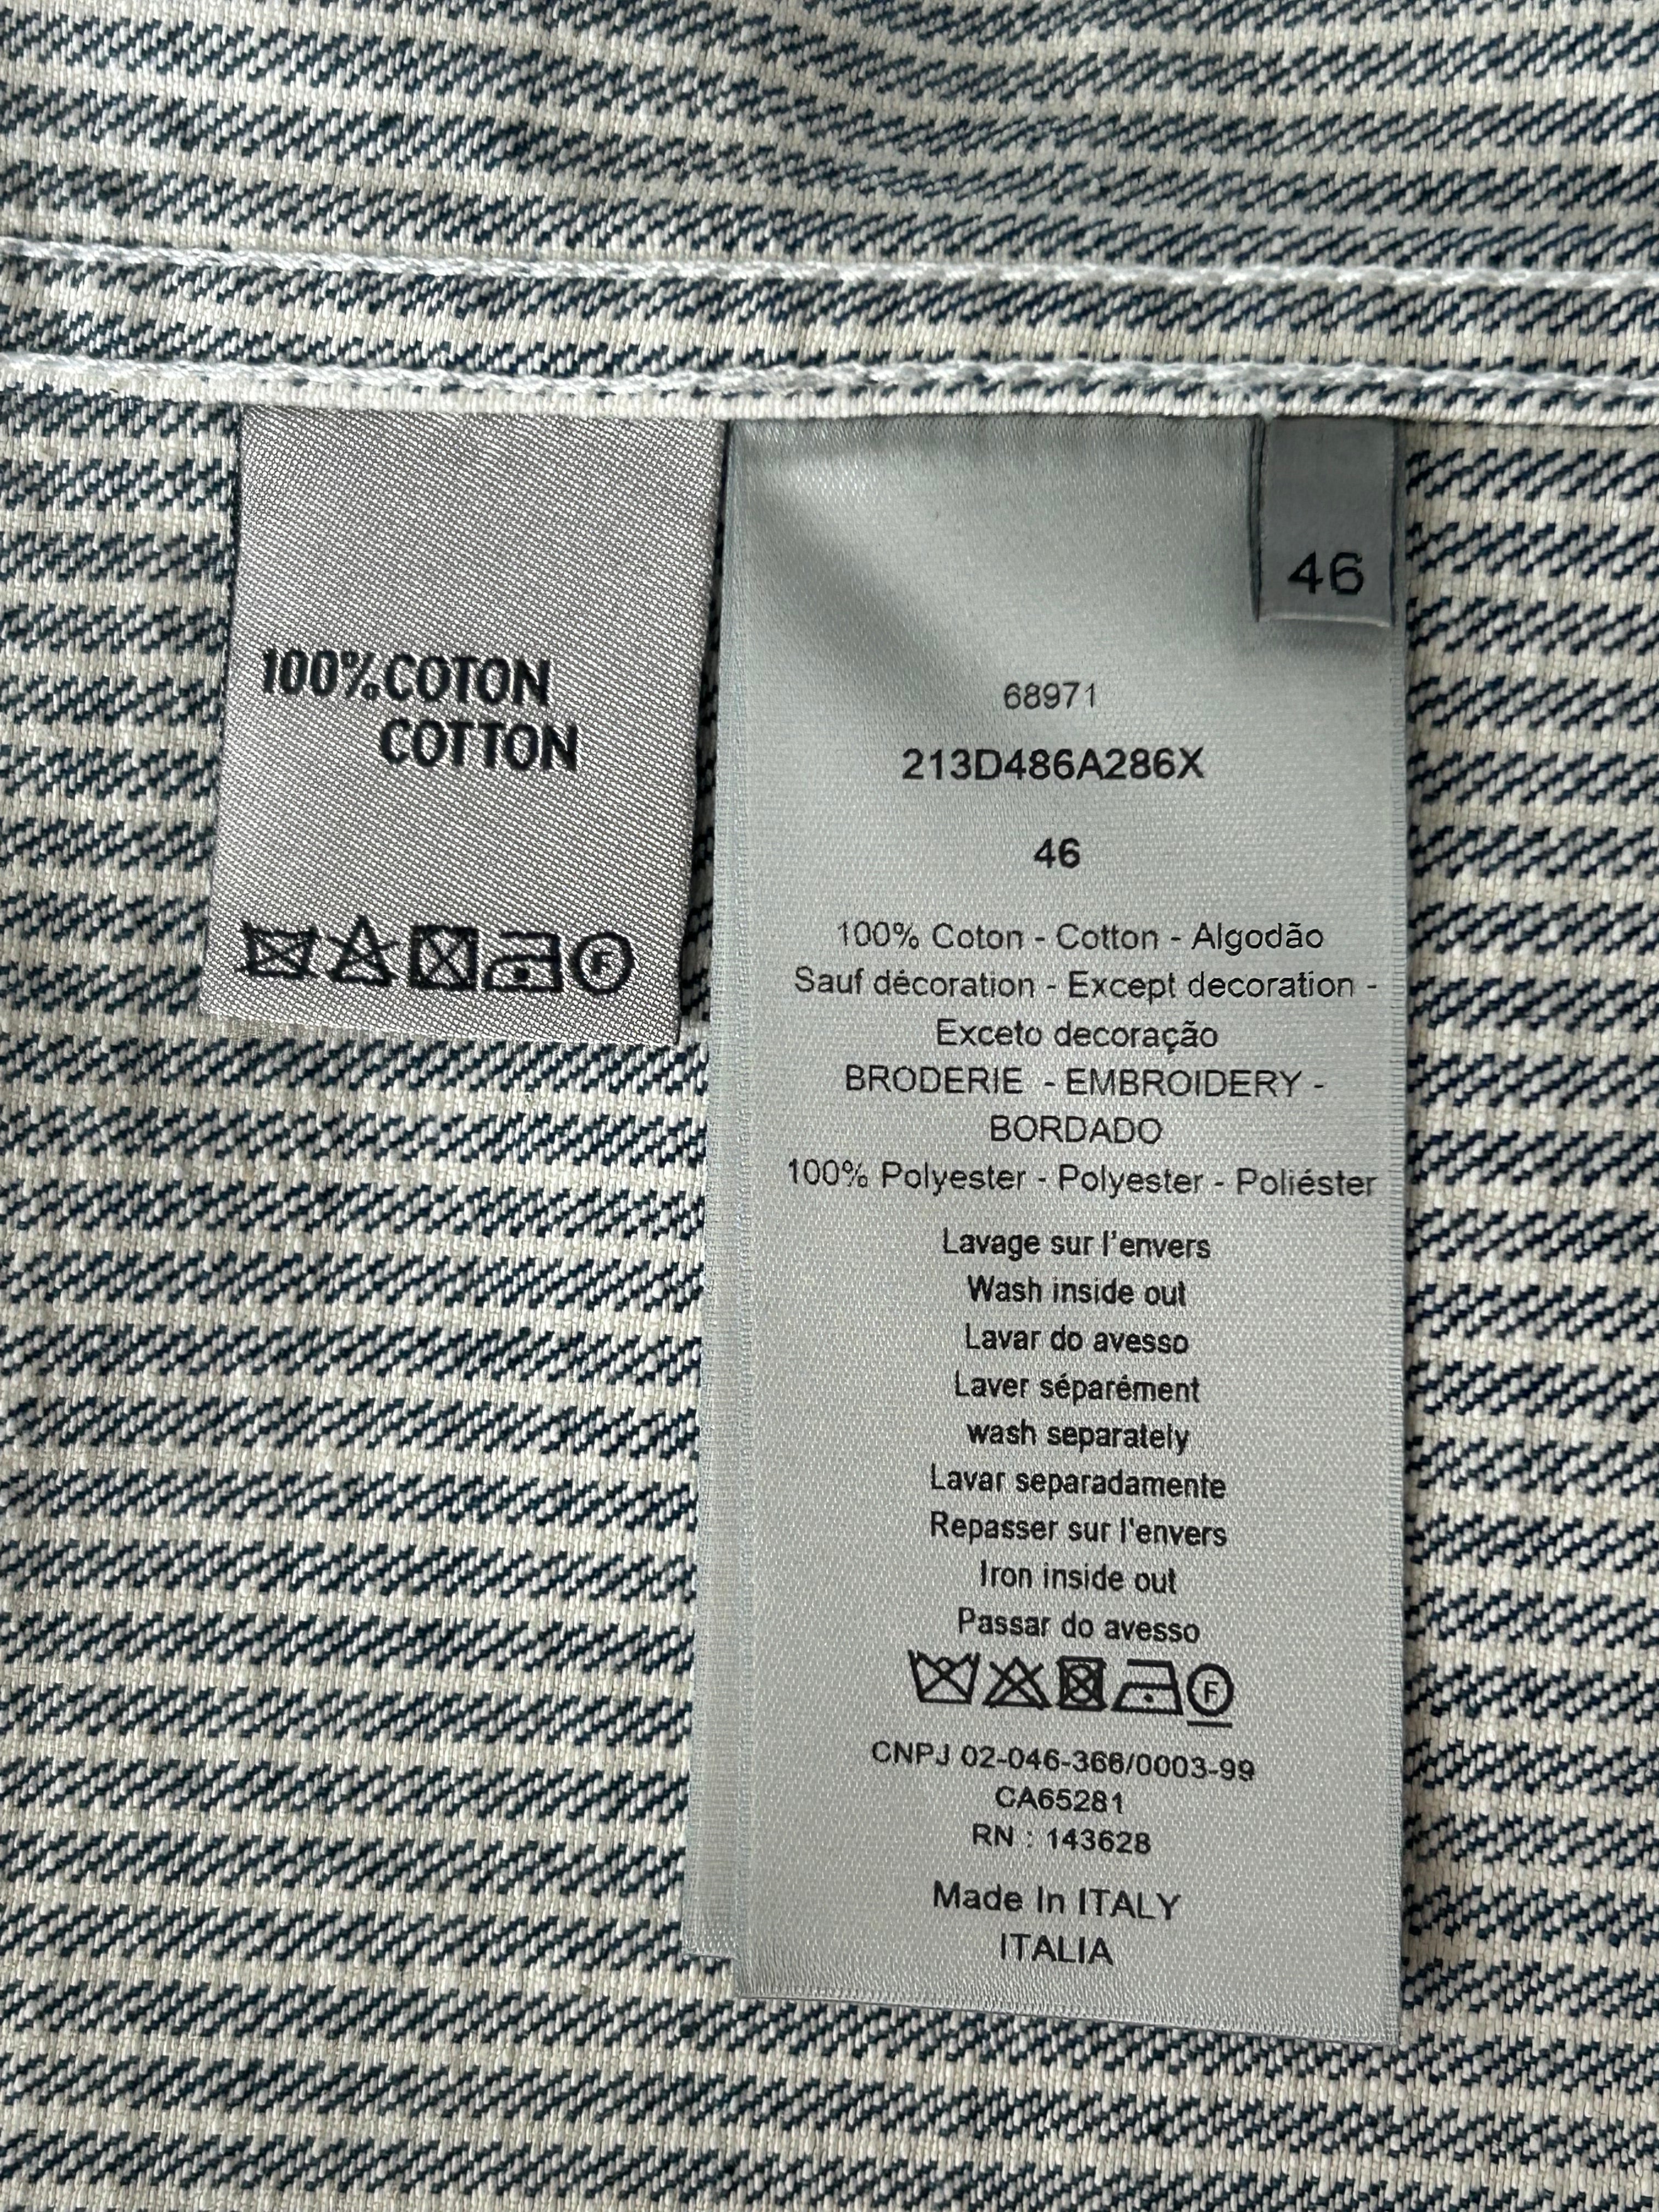 100% COTON
COTTON
46
68971
213D486A286X
46
100% Coton - Cotton - Algodão
Sauf décoration - Except decoration -
Exceto decoração
BRODERIE - EMBROIDERY -
BORDADO
100% Polyester - Polyester - Poliéster
Lavage sur l'envers
Wash inside out
Lavar do avesso
Laver séparément
wash separately
Lavar separadamente
Repasser sur l'envers
Iron inside out
Passar do avesso
F
F
CNPJ 02-046-366/0003-99
CA65281
RN : 143628
Made In ITALY
ITALIA